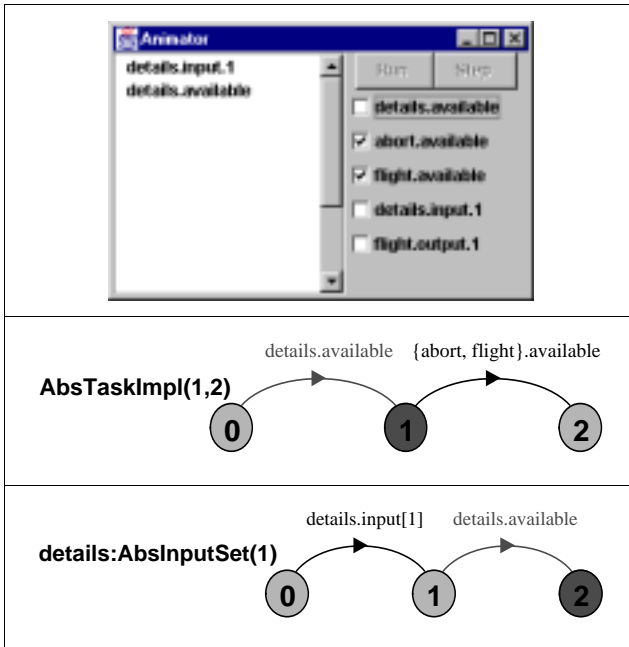 Animator
details.input.1
details.available
Run Step
details.available
abort.available
flight.available
details.input.1
flight.output.1
details.available {abort, flight}.available
AbsTaskImpl(1,2)
0 1 2
details.input[1] details.available
details:AbsInputSet(1)
0 1 2